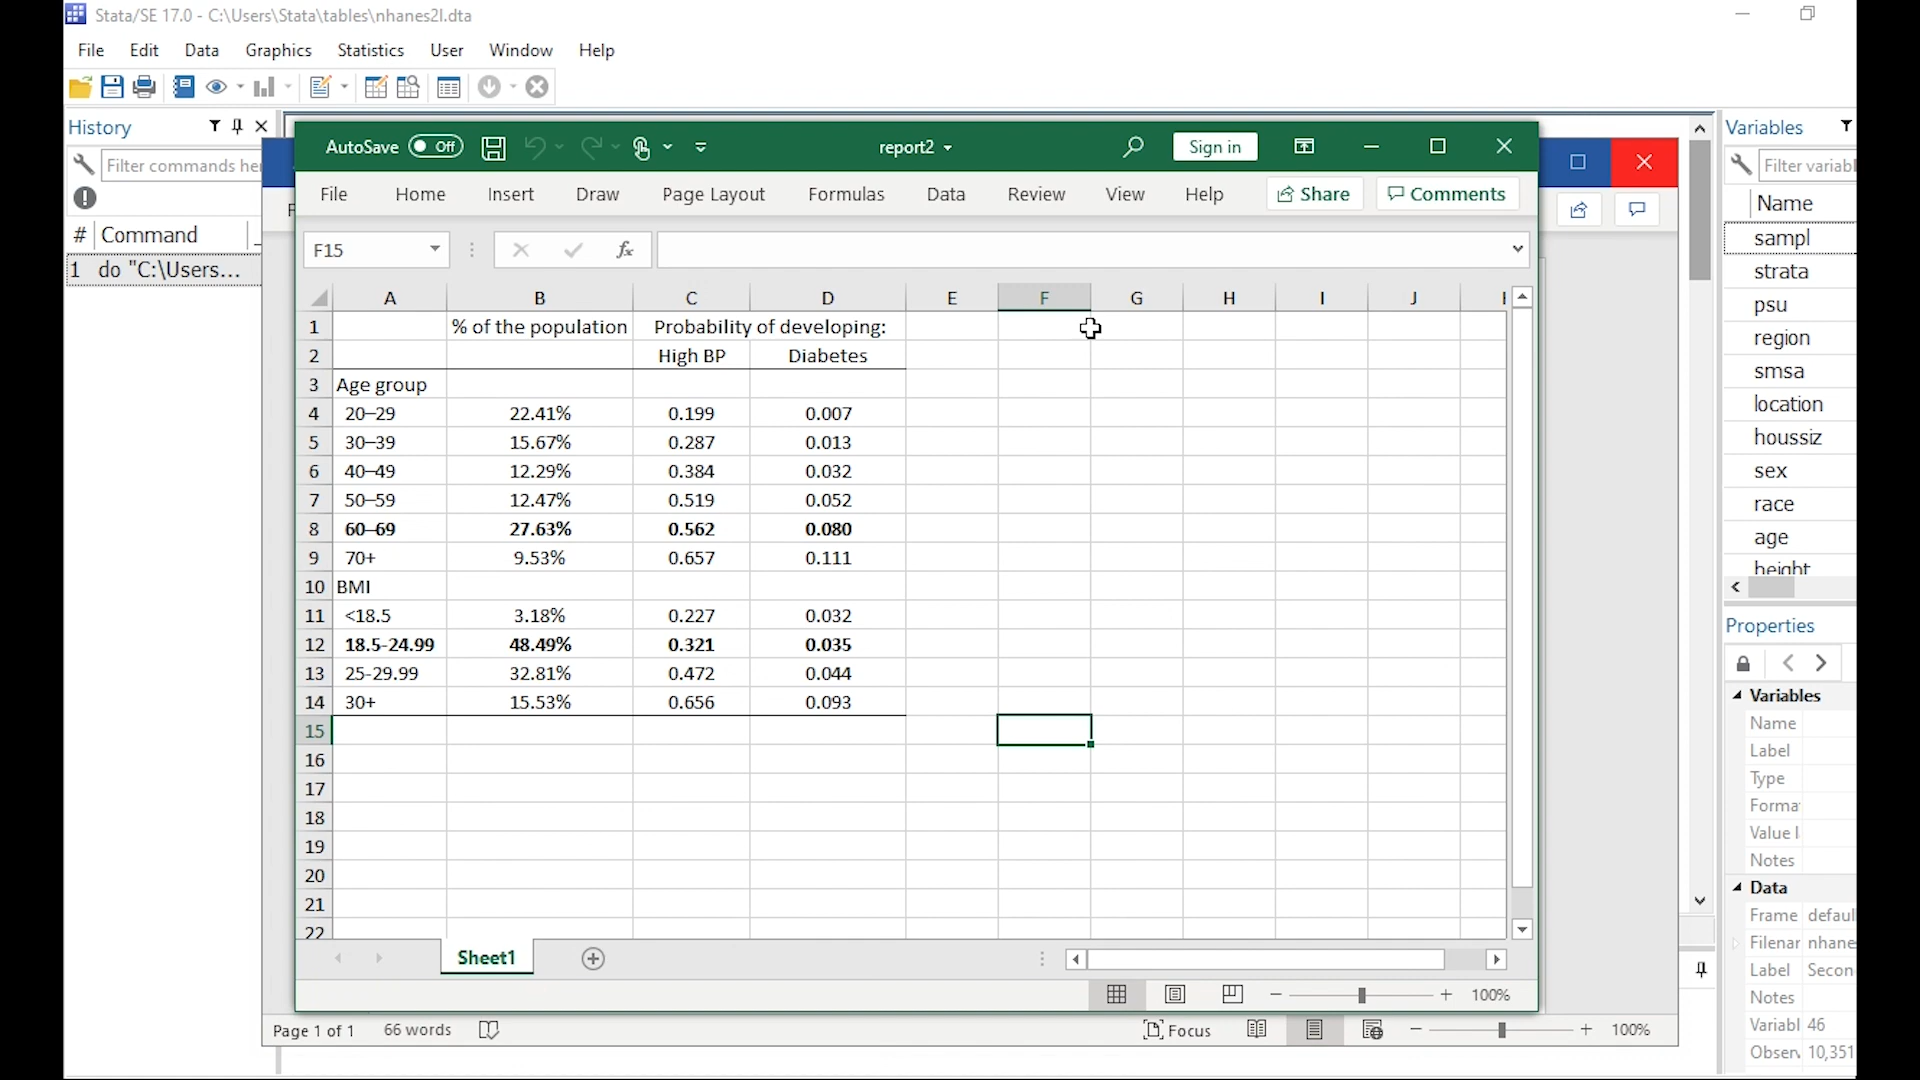 Stata/SE 17.0 - C:\Users\Stata\tables\nhanes2l.dta
File Edit Data Graphics Statistics User Window Help
History
Filter commands her
# Command
1 do "C:\Users...
AutoSave Off
report2
Sign in
File Home Insert Draw Page Layout Formulas Data Review View Help Share Comments
F15
fx
A B C D E F G H I J
1 % of the population Probability of developing:
2 High BP Diabetes
3 Age group
4 20–29 22.41% 0.199 0.007
5 30–39 15.67% 0.287 0.013
6 40–49 12.29% 0.384 0.032
7 50–59 12.47% 0.519 0.052
8 60–69 27.63% 0.562 0.080
9 70+ 9.53% 0.657 0.111
10 BMI
11 <18.5 3.18% 0.227 0.032
12 18.5-24.99 48.49% 0.321 0.035
13 25-29.99 32.81% 0.472 0.044
14 30+ 15.53% 0.656 0.093
15
16
17
18
19
20
21
22
Sheet1
100%
Page 1 of 1 66 words
Focus
100%
Variables
Filter variabl
Name
sampl
strata
psu
region
smsa
location
houssiz
sex
race
age
height
Properties
Variables
Name
Label
Type
Forma
Value l
Notes
Data
Frame defaul
Filenar nhane
Label Secon
Notes
Variabl 46
Observ 10,351